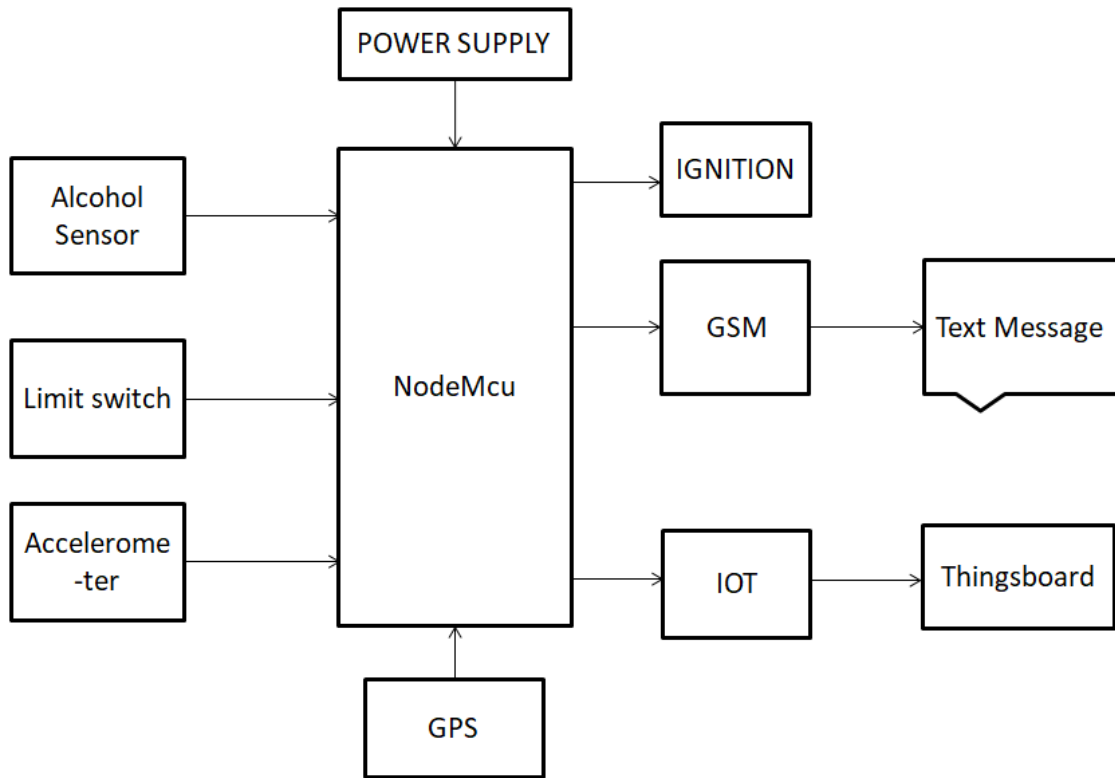 POWER SUPPLY
Alcohol
Sensor
IGNITION
GSM
Text Message
Limit switch
NodeMcu
Accelerome
-ter
IOT
Thingsboard
GPS